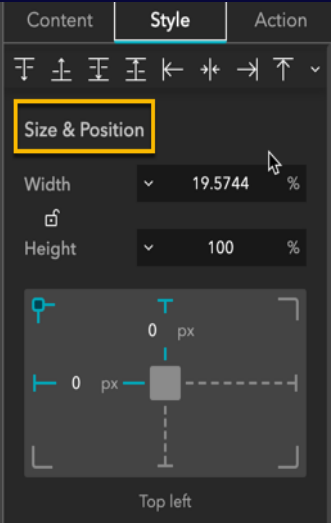 Content Style Action
Size & Position
Width 19.5744 %
Height 100 %
0 px
0 px
Top left